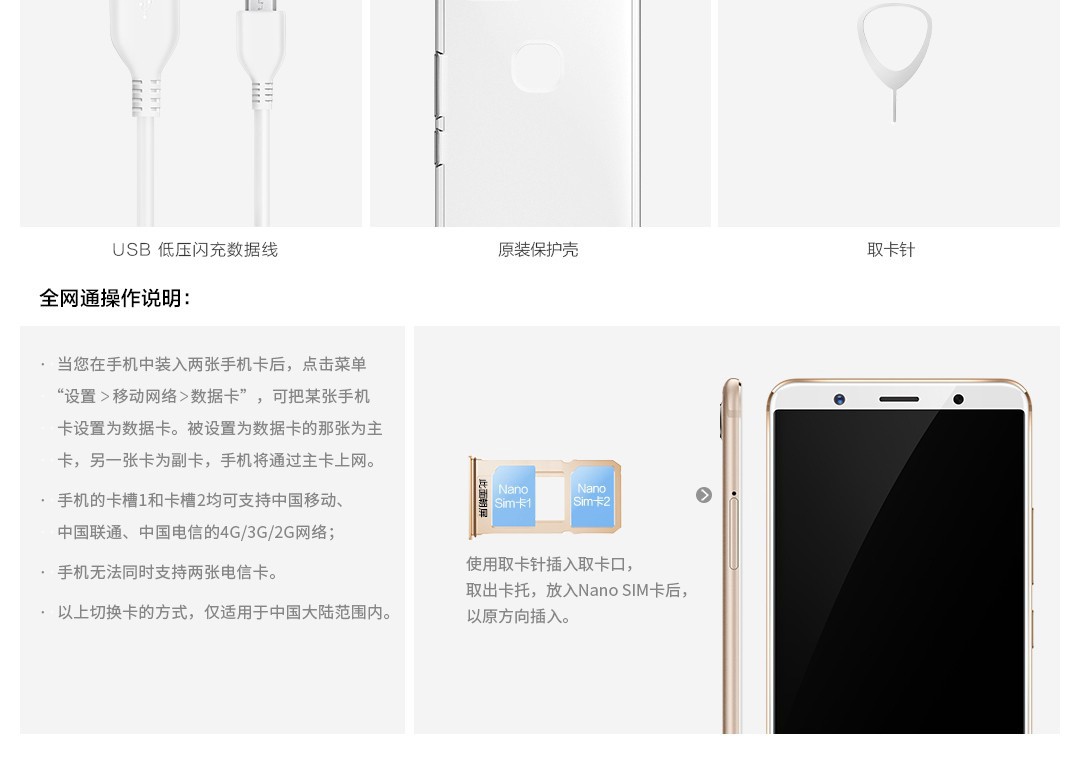 USB 低压闪充数据线
原装保护壳
取卡针
全网通操作说明：
· 当您在手机中装入两张手机卡后，点击菜单
“设置＞移动网络＞数据卡”，可把某张手机
卡设置为数据卡。被设置为数据卡的那张为主
卡，另一张卡为副卡，手机将通过主卡上网。
· 手机的卡槽1和卡槽2均可支持中国移动、
中国联通、中国电信的4G/3G/2G网络；
· 手机无法同时支持两张电信卡。
· 以上切换卡的方式，仅适用于中国大陆范围内。
此面朝屏
Nano
Sim卡1
Nano
Sim卡2
使用取卡针插入取卡口，
取出卡托，放入Nano SIM卡后，
以原方向插入。